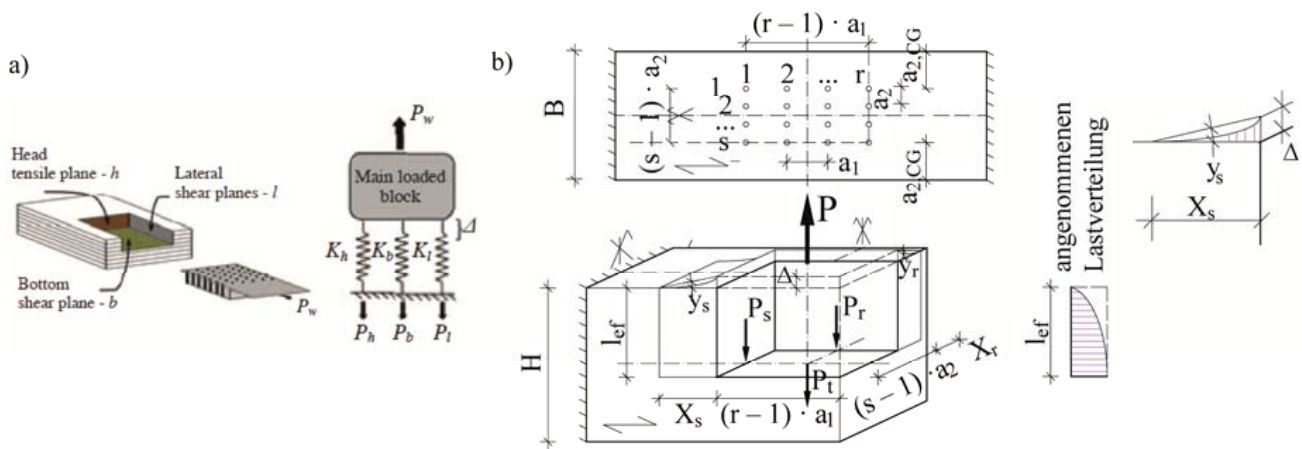 a)
Head
tensile plane - h
Lateral
shear planes - l
Bottom
shear plane - b
P_w
P_w
Main loaded
block
Δ
K_h K_b K_l
P_h P_b P_l
b)
(r – 1) · a_1
B
(s – 1) · a_2
1 2 ... r
1
2
...
s
a_2
a_1
a_2,CG
a_2,CG
P
Δ
y_s
y_r
P_s
P_r
P_t
l_ef
H
X_s
(r – 1) · a_1
(s – 1) · a_2
X_r
angenommenen
Lastverteilung
l_ef
y_s
Δ
X_s